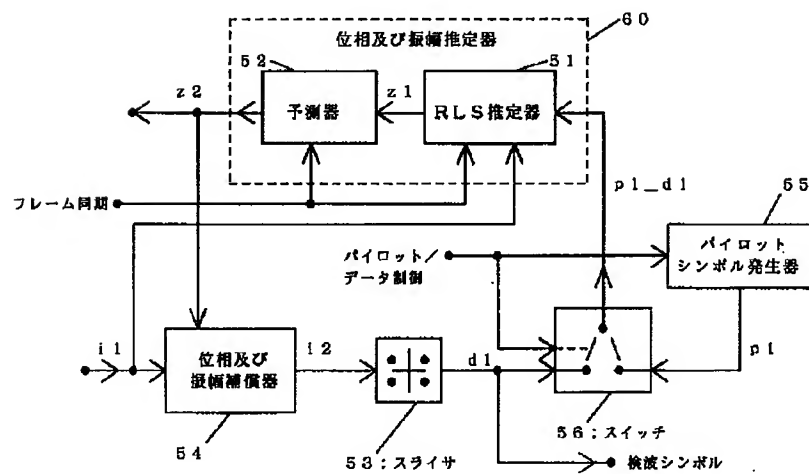 60
位相及び振幅推定器
52
51
z2
予測器
z1
RLS推定器
p1_d1
55
フレーム同期
パイロット/
データ制御
パイロット
シンボル発生器
i1
位相及び
振幅補償器
i2
d1
p1
54
53:スライサ
56:スイッチ
検波シンボル